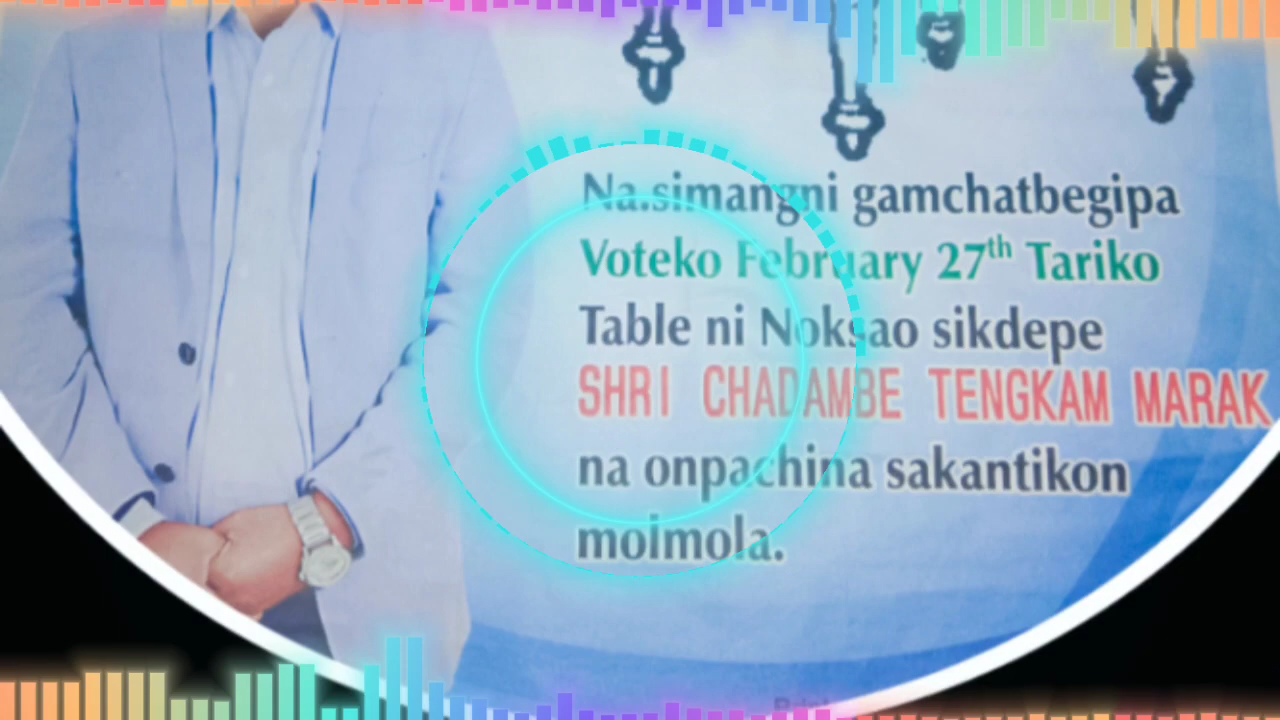 Na.simangni gamchatbegipa
Voteko February 27th Tariko
Table ni Noksao sikdepe
SHRI CHADAMBE TENGKAM MARAK
na onpachina sakantikon
moimola.